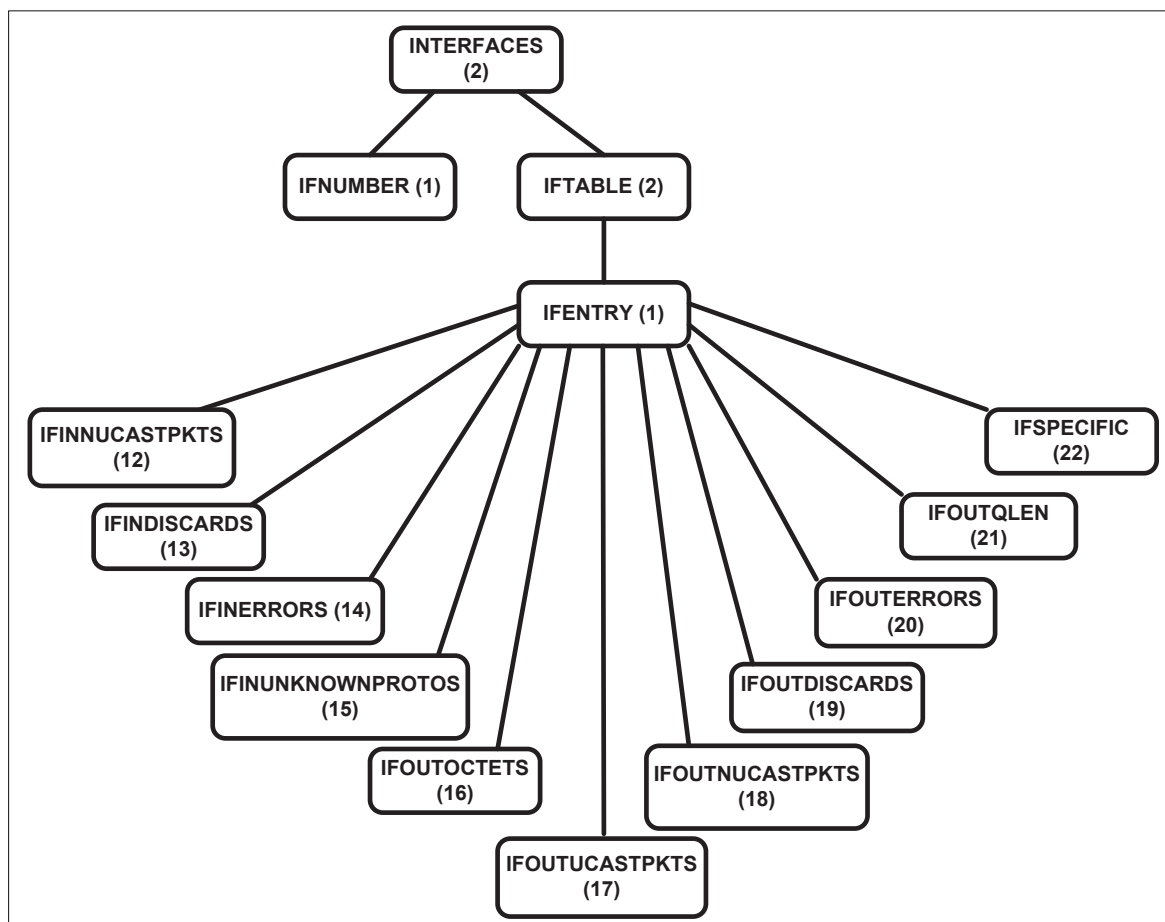 INTERFACES
(2)
IFNUMBER (1)
IFTABLE (2)
IFENTRY (1)
IFINNUCASTPKTS
(12)
IFSPECIFIC
(22)
IFINDISCARDS
(13)
IFOUTQLEN
(21)
IFINERRORS (14)
IFOUTERRORS
(20)
IFINUNKNOWNPROTOS
(15)
IFOUTDISCARDS
(19)
IFOUTOCTETS
(16)
IFOUTNUCASTPKTS
(18)
IFOUTUCASTPKTS
(17)